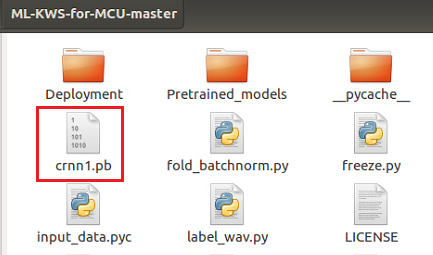 ML-KWS-for-MCU-master
Deployment Pretrained_models __pycache__
1
10
101
1010
crnn1.pb fold_batchnorm.py freeze.py
input_data.pyc label_wav.py LICENSE